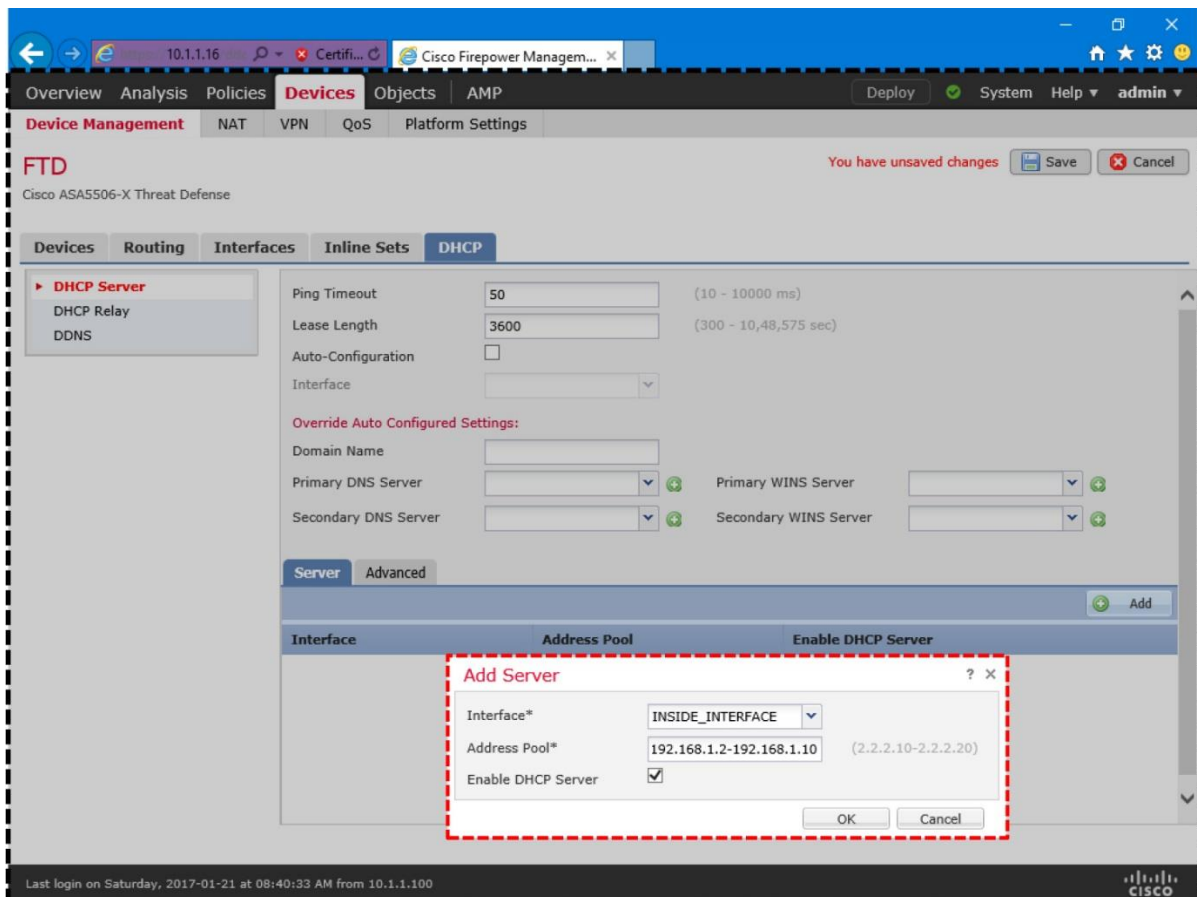 10.1.1.16 Certifi... Cisco Firepower Managem...
Overview Analysis Policies Devices Objects AMP Deploy System Help admin
Device Management NAT VPN QoS Platform Settings
FTD You have unsaved changes Save Cancel
Cisco ASA5506-X Threat Defense
Devices Routing Interfaces Inline Sets DHCP
DHCP Server
DHCP Relay
DDNS
Ping Timeout 50 (10 - 10000 ms)
Lease Length 3600 (300 - 10,48,575 sec)
Auto-Configuration
Interface
Override Auto Configured Settings:
Domain Name
Primary DNS Server Primary WINS Server
Secondary DNS Server Secondary WINS Server
Server Advanced
Add
Interface Address Pool Enable DHCP Server
Add Server ?
Interface* INSIDE_INTERFACE
Address Pool* 192.168.1.2-192.168.1.10 (2.2.2.10-2.2.2.20)
Enable DHCP Server
OK Cancel
Last login on Saturday, 2017-01-21 at 08:40:33 AM from 10.1.1.100
CISCO